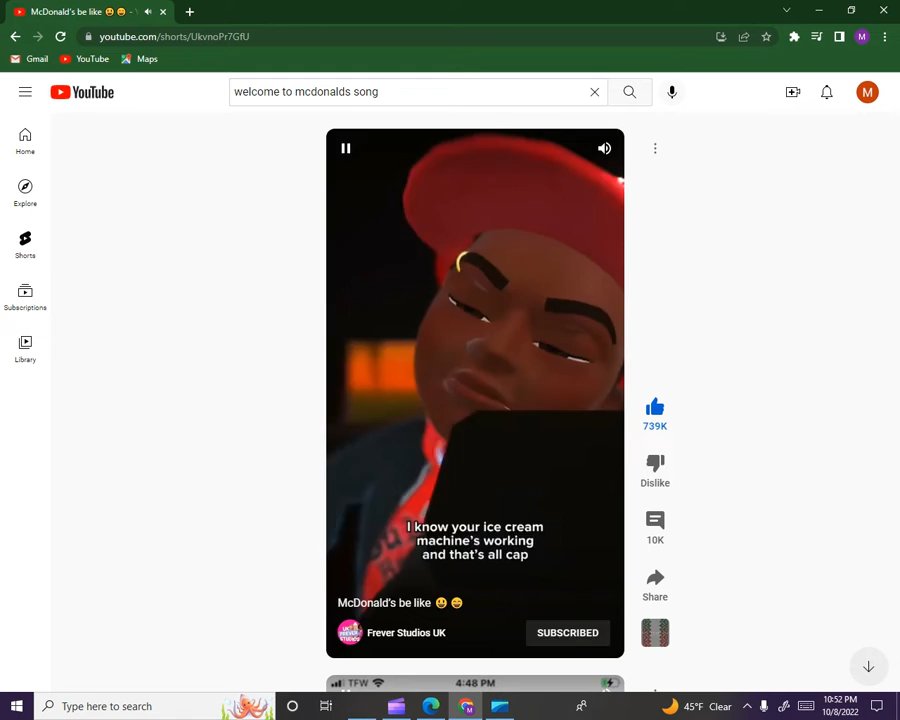 McDonald's be like 😃 😄 - Y
youtube.com/shorts/UkvnoPr7GfU
M
Gmail
YouTube
Maps
YouTube
welcome to mcdonalds song
M
Home
Explore
Shorts
Subscriptions
Library
I know your ice cream
machine's working
and that's all cap
739K
Dislike
10K
Share
McDonald's be like 😃 😄
Frever Studios UK
SUBSCRIBED
TFW
4:48 PM
Type here to search
45°F Clear
10:52 PM
10/8/2022